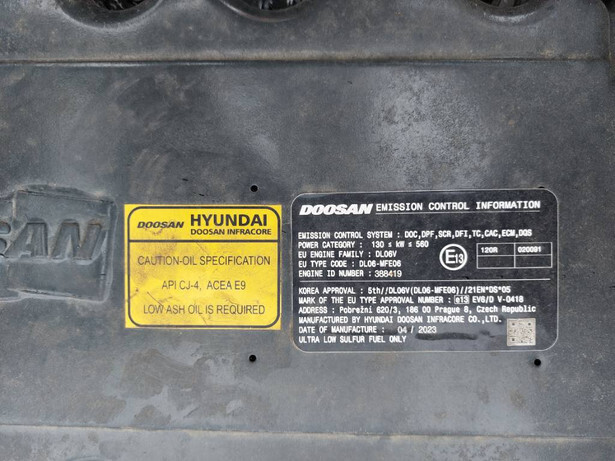 SAN
DOOSAN HYUNDAI
DOOSAN INFRACORE
CAUTION-OIL SPECIFICATION
API CJ-4, ACEA E9
LOW ASH OIL IS REQUIRED
DOOSAN EMISSION CONTROL INFORMATION
EMISSION CONTROL SYSTEM : DOC,DPF,SCR,DFI,TC,CAC,ECM,DOS
POWER CATEGORY : 130 ≤ kW ≤ 560
EU ENGINE FAMILY : DL06V
EU TYPE CODE : DL06-MFE06
ENGINE ID NUMBER : 388419
E13
120R 020091
KOREA APPROVAL : 5th//DL06V(DL06-MFE06)//21EN*DS*05
MARK OF THE EU TYPE APPROVAL NUMBER : e13 EV6/D V-0418
ADDRESS : Pobrežni 620/3, 186 00 Prague 8, Czech Republic
MANUFACTURED BY HYUNDAI DOOSAN INFRACORE CO.,LTD.
DATE OF MANUFACTURE : 04 / 2023
ULTRA LOW SULFUR FUEL ONLY